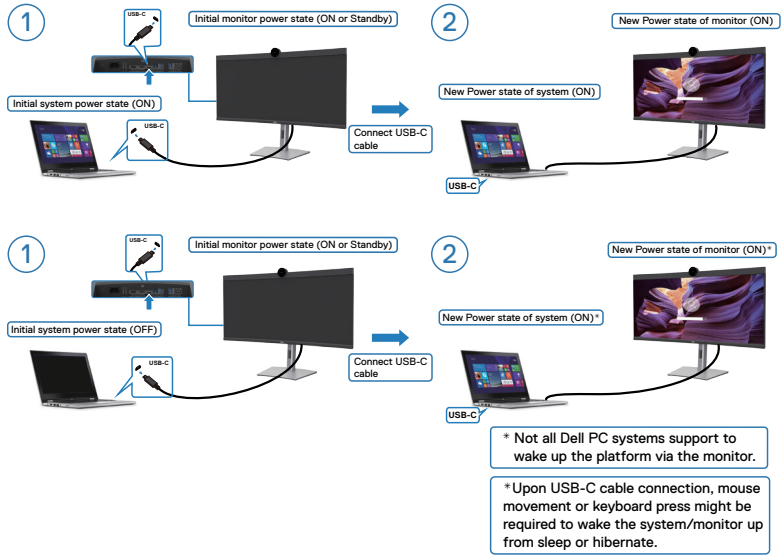 1
USB-C
Initial monitor power state (ON or Standby)
Initial system power state (ON)
USB-C
Connect USB-C
cable
2
New Power state of monitor (ON)
New Power state of system (ON)
USB-C
1
USB-C
Initial monitor power state (ON or Standby)
Initial system power state (OFF)
USB-C
Connect USB-C
cable
2
New Power state of monitor (ON)*
New Power state of system (ON)*
USB-C
* Not all Dell PC systems support to
wake up the platform via the monitor.
*Upon USB-C cable connection, mouse
movement or keyboard press might be
required to wake the system/monitor up
from sleep or hibernate.